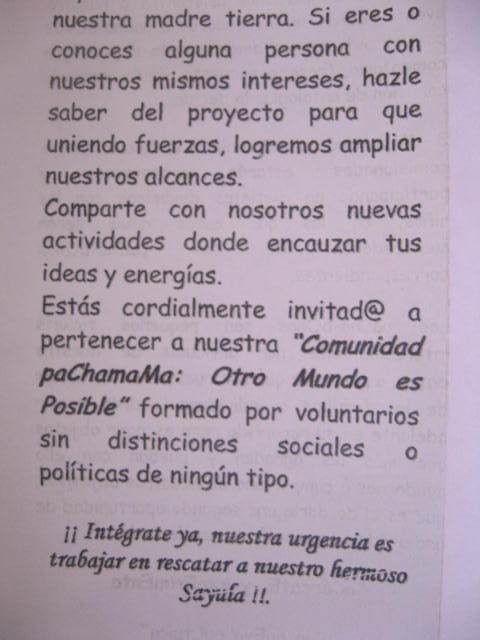 nuestra madre tierra. Si eres o
conoces alguna persona con
nuestros mismos intereses, hazle
saber del proyecto para que
uniendo fuerzas, logremos ampliar
nuestros alcances.
Comparte con nosotros nuevas
actividades donde encauzar tus
ideas y energías.
Estás cordialmente invitad@ a
pertenecer a nuestra "Comunidad
paChamaMa: Otro Mundo es
Posible" formado por voluntarios
sin distinciones sociales o
políticas de ningún tipo.
¡¡ Intégrate ya, nuestra urgencia es
trabajar en rescatar a nuestro hermoso
Sayula !!.